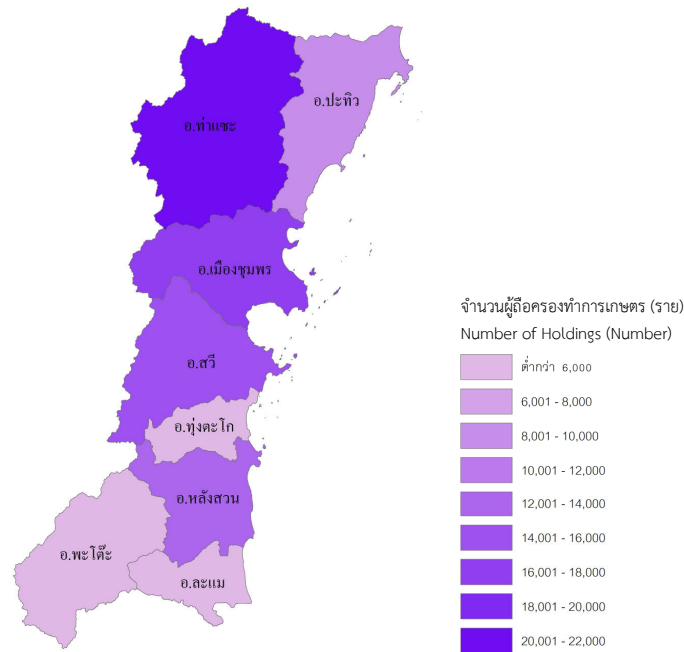 อ.ปะทิว
อ.ท่าแซะ
อ.เมืองชุมพร
อ.สวี
อ.ทุ่งตะโก
อ.หลังสวน
อ.พะโต๊ะ
อ.ละแม
จำนวนผู้ถือครองทำการเกษตร (ราย)
Number of Holdings (Number)
ต่ำกว่า 6,000
6,001 - 8,000
8,001 - 10,000
10,001 - 12,000
12,001 - 14,000
14,001 - 16,000
16,001 - 18,000
18,001 - 20,000
20,001 - 22,000